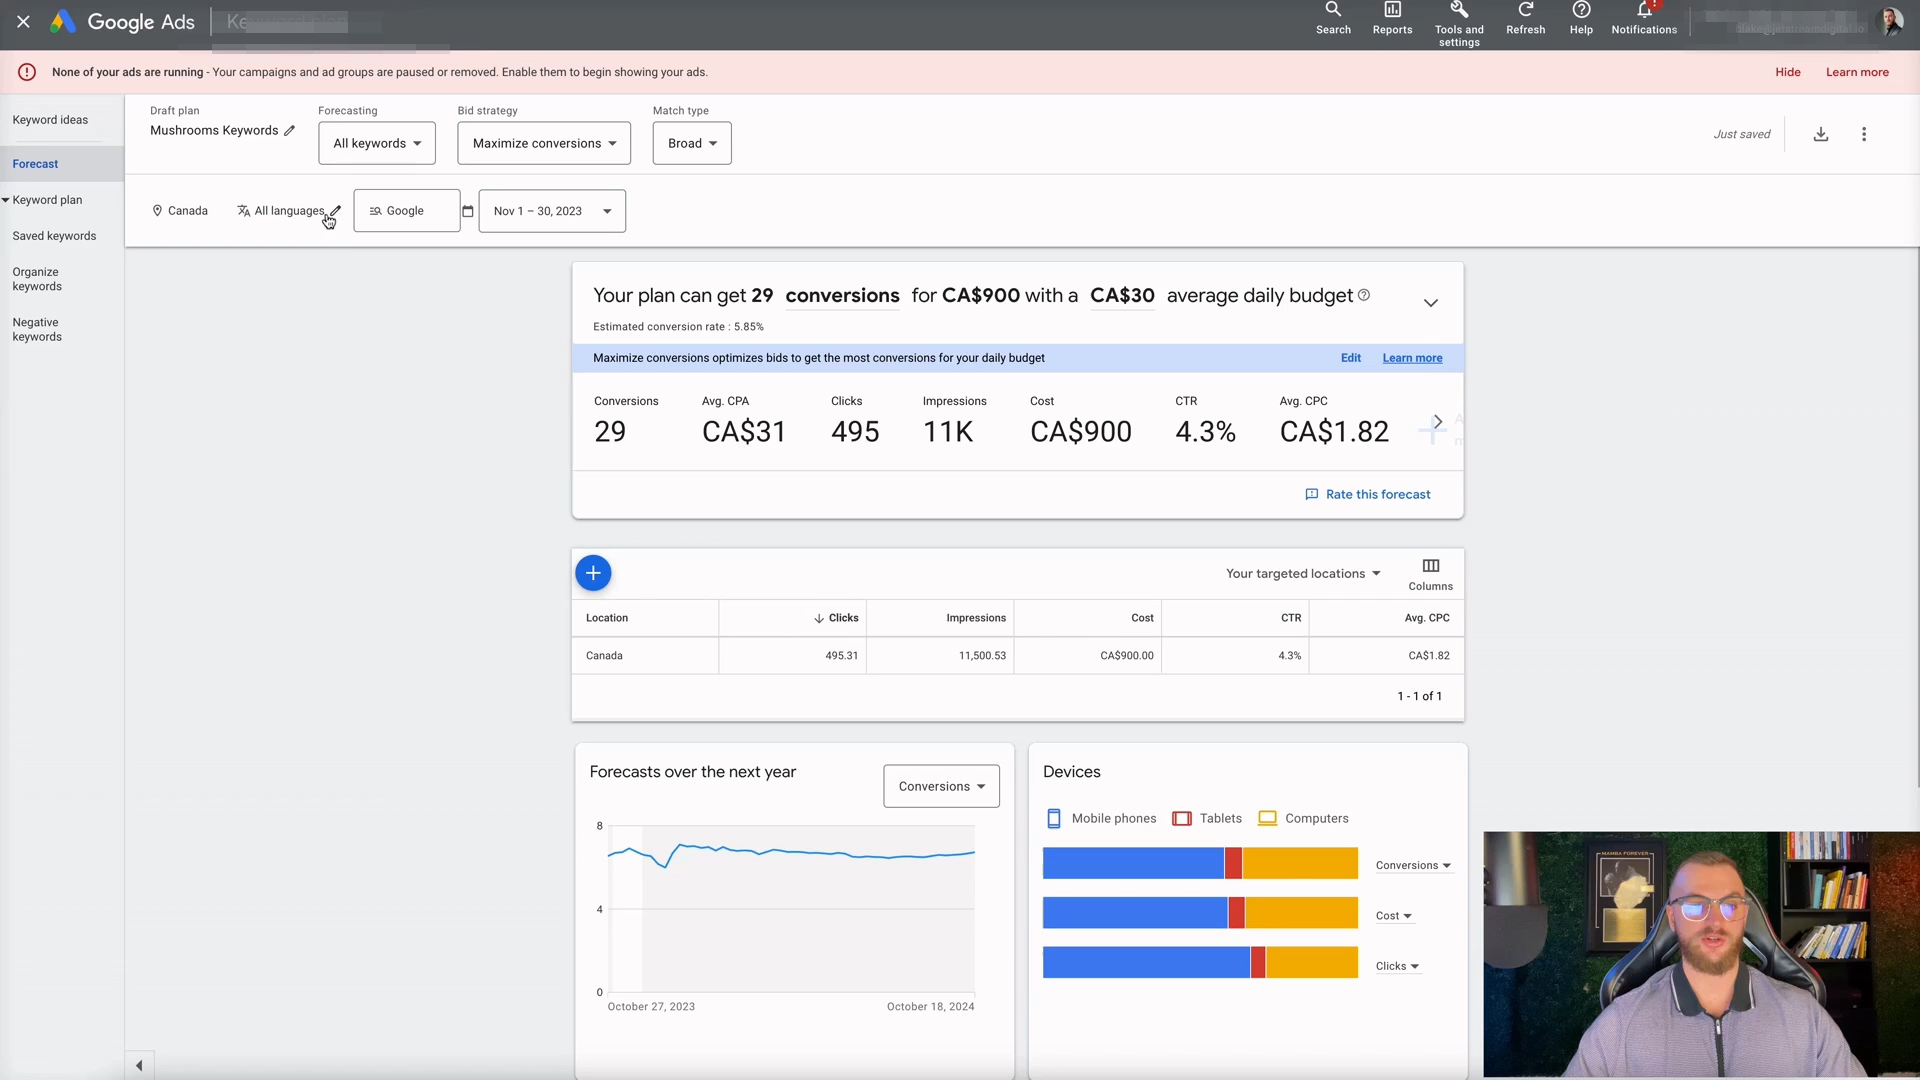 Google Ads
Search
Reports
Tools and
settings
Refresh
Help
Notifications
None of your ads are running - Your campaigns and ad groups are paused or removed. Enable them to begin showing your ads.
Hide
Learn more
Keyword ideas
Forecast
Keyword plan
Saved keywords
Organize
keywords
Negative
keywords
Draft plan
Mushrooms Keywords
Forecasting
All keywords
Bid strategy
Maximize conversions
Match type
Broad
Just saved
Canada
All languages
Google
Nov 1 – 30, 2023
Your plan can get 29 conversions for CA$900 with a CA$30 average daily budget
Estimated conversion rate : 5.85%
Maximize conversions optimizes bids to get the most conversions for your daily budget
Edit
Learn more
Conversions
29
Avg. CPA
CA$31
Clicks
495
Impressions
11K
Cost
CA$900
CTR
4.3%
Avg. CPC
CA$1.82
Rate this forecast
Your targeted locations
Columns
Location Clicks Impressions Cost CTR Avg. CPC
Canada 495.31 11,500.53 CA$900.00 4.3% CA$1.82
1 - 1 of 1
Forecasts over the next year
Conversions
8
4
0
October 27, 2023
October 18, 2024
Devices
Mobile phones
Tablets
Computers
Conversions
Cost
Clicks
MAMBA FOREVER